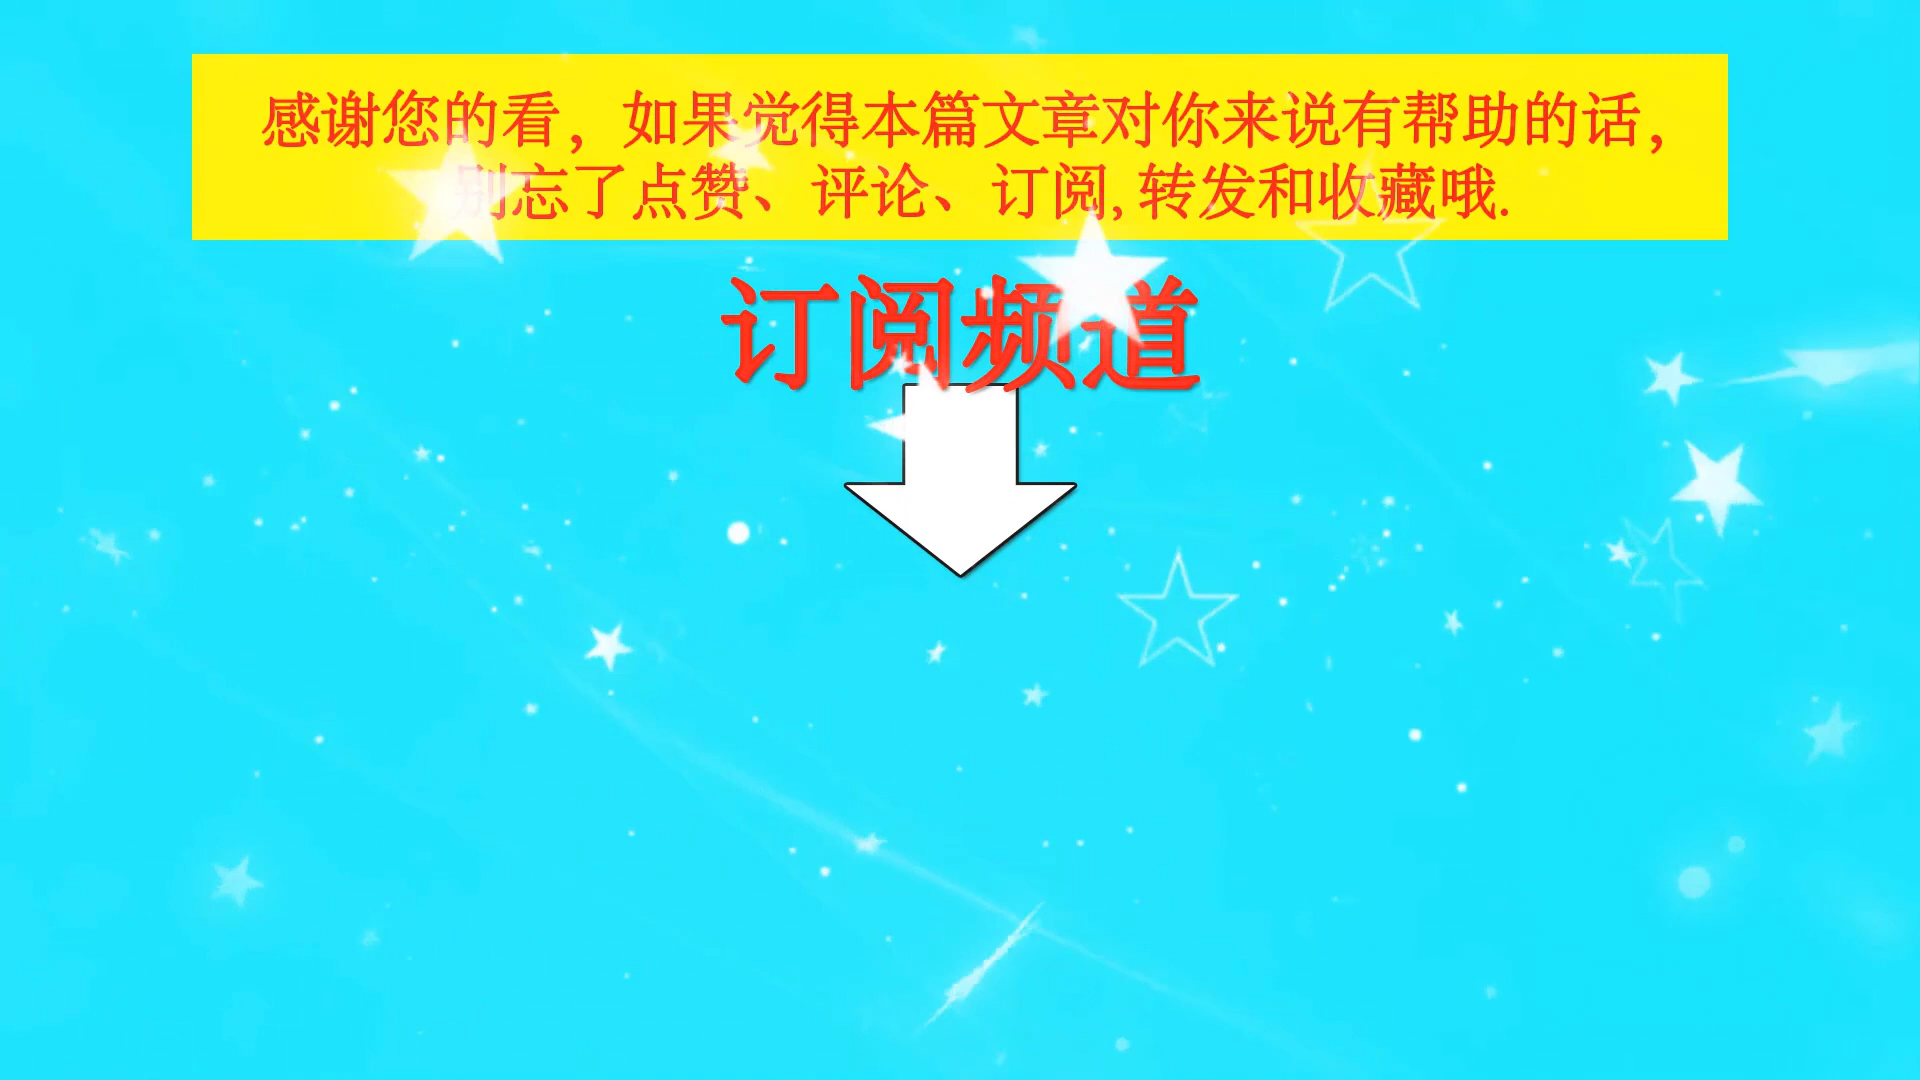 感谢您的看，如果觉得本篇文章对你来说有帮助的话，
别忘了点赞、评论、订阅,转发和收藏哦.
订阅频道